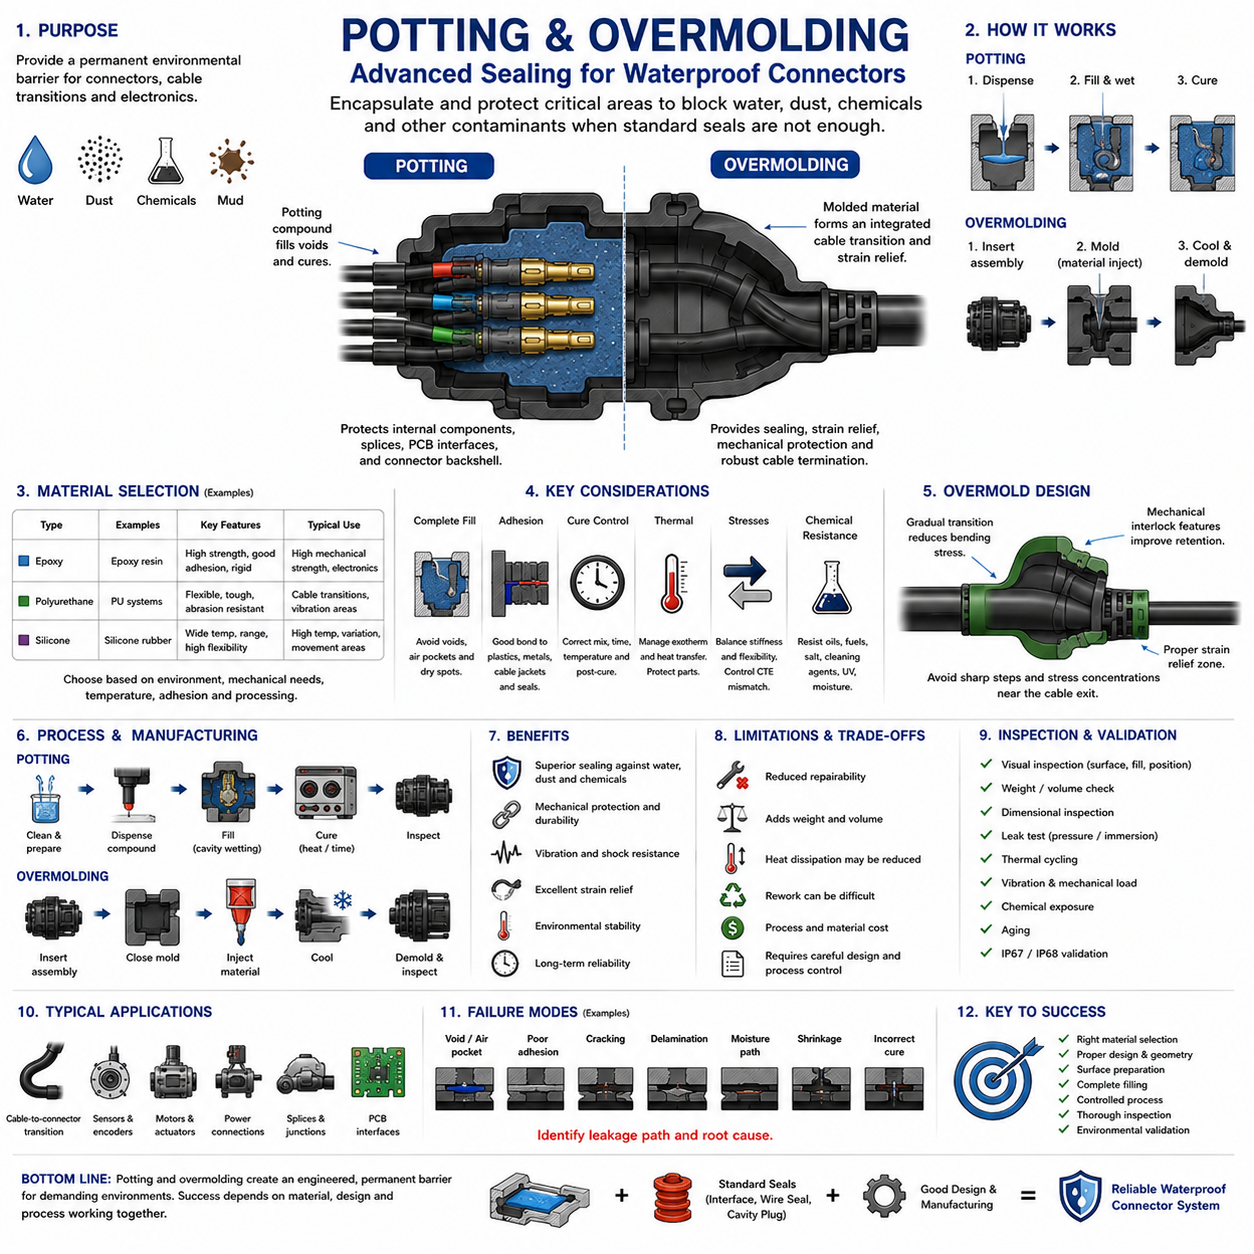 POTTING & OVERMOLDING
Advanced Sealing for Waterproof Connectors
Encapsulate and protect critical areas to block water, dust, chemicals
and other contaminants when standard seals are not enough.
1. PURPOSE
Provide a permanent environmental
barrier for connectors, cable
transitions and electronics.
Water
Dust
Chemicals
Mud
POTTING
OVERMOLDING
Potting
compound
fills voids
and cures.
Molded material
forms an integrated
cable transition and
strain relief.
Protects internal components,
splices, PCB interfaces,
and connector backshell.
Provides sealing, strain relief,
mechanical protection and
robust cable termination.
2. HOW IT WORKS
POTTING
1. Dispense
2. Fill & wet
3. Cure
OVERMOLDING
1. Insert
assembly
2. Mold
(material inject)
3. Cool &
demold
3. MATERIAL SELECTION (Examples)
Type
Examples
Key Features
Typical Use
Epoxy
Epoxy resin
High strength, good
adhesion, rigid
High mechanical
strength, electronics
Polyurethane
PU systems
Flexible, tough,
abrasion resistant
Cable transitions,
vibration areas
Silicone
Silicone rubber
Wide temp, range,
high flexibility
High temp, variation,
movement areas
Choose based on environment, mechanical needs,
temperature, adhesion and processing.
4. KEY CONSIDERATIONS
Complete Fill
Avoid voids,
air pockets and
dry spots.
Adhesion
Good bond to
plastics, metals,
cable jackets
and seals.
Cure Control
Correct mix, time,
temperature and
post-cure.
Thermal
Manage exotherm
and heat transfer.
Protect parts.
Stresses
Balance stiffness
and flexibility.
Control CTE
mismatch.
Chemical
Resistance
Resist oils, fuels,
salt, cleaning
agents, UV,
moisture.
5. OVERMOLD DESIGN
Gradual transition
reduces bending
stress.
Mechanical
interlock features
improve retention.
Proper strain
relief zone.
Avoid sharp steps and stress concentrations
near the cable exit.
6. PROCESS & MANUFACTURING
POTTING
Clean &
prepare
Dispense
compound
Fill
(cavity wetting)
Cure
(heat / time)
Inspect
OVERMOLDING
Insert
assembly
Close mold
Inject
material
Cool
Demold &
inspect
7. BENEFITS
Superior sealing against water,
dust and chemicals
Mechanical protection and
durability
Vibration and shock resistance
Excellent strain relief
Environmental stability
Long-term reliability
8. LIMITATIONS & TRADE-OFFS
Reduced repairability
Adds weight and volume
Heat dissipation may be reduced
Rework can be difficult
$
Process and material cost
Requires careful design and
process control
9. INSPECTION & VALIDATION
Visual inspection (surface, fill, position)
Weight / volume check
Dimensional inspection
Leak test (pressure / immersion)
Thermal cycling
Vibration & mechanical load
Chemical exposure
Aging
IP67 / IP68 validation
10. TYPICAL APPLICATIONS
Cable-to-connector
transition
Sensors &
encoders
Motors &
actuators
Power
connections
Splices &
junctions
PCB
interfaces
11. FAILURE MODES (Examples)
Void / Air
pocket
Poor
adhesion
Cracking
Delamination
Moisture
path
Shrinkage
Incorrect
cure
Identify leakage path and root cause.
12. KEY TO SUCCESS
Right material selection
Proper design & geometry
Surface preparation
Complete filling
Controlled process
Thorough inspection
Environmental validation
BOTTOM LINE: Potting and overmolding create an engineered, permanent barrier
for demanding environments. Success depends on material, design and
process working together.
+
Standard Seals
(Interface, Wire Seal,
Cavity Plug)
+
Good Design &
Manufacturing
=
Reliable Waterproof
Connector System